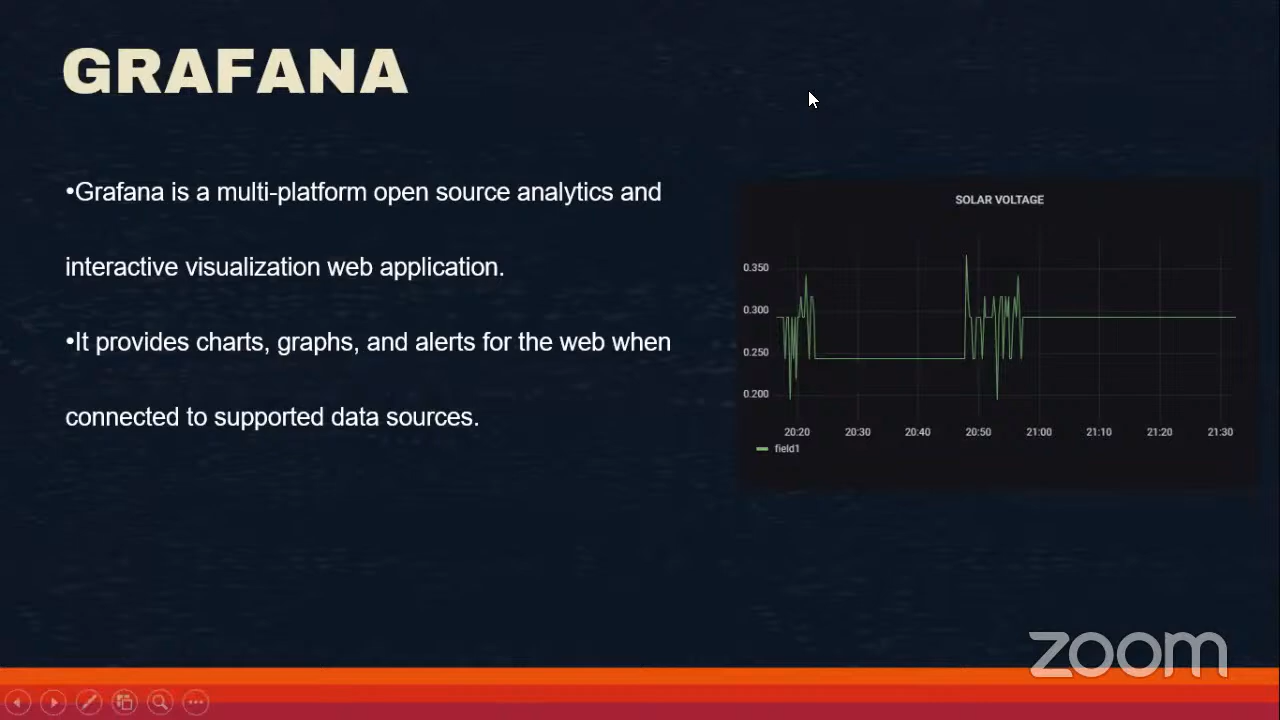 GRAFANA
•Grafana is a multi-platform open source analytics and
interactive visualization web application.
•It provides charts, graphs, and alerts for the web when
connected to supported data sources.
SOLAR VOLTAGE
0.350
0.300
0.250
0.200
20:20 20:30 20:40 20:50 21:00 21:10 21:20 21:30
field1
zoom